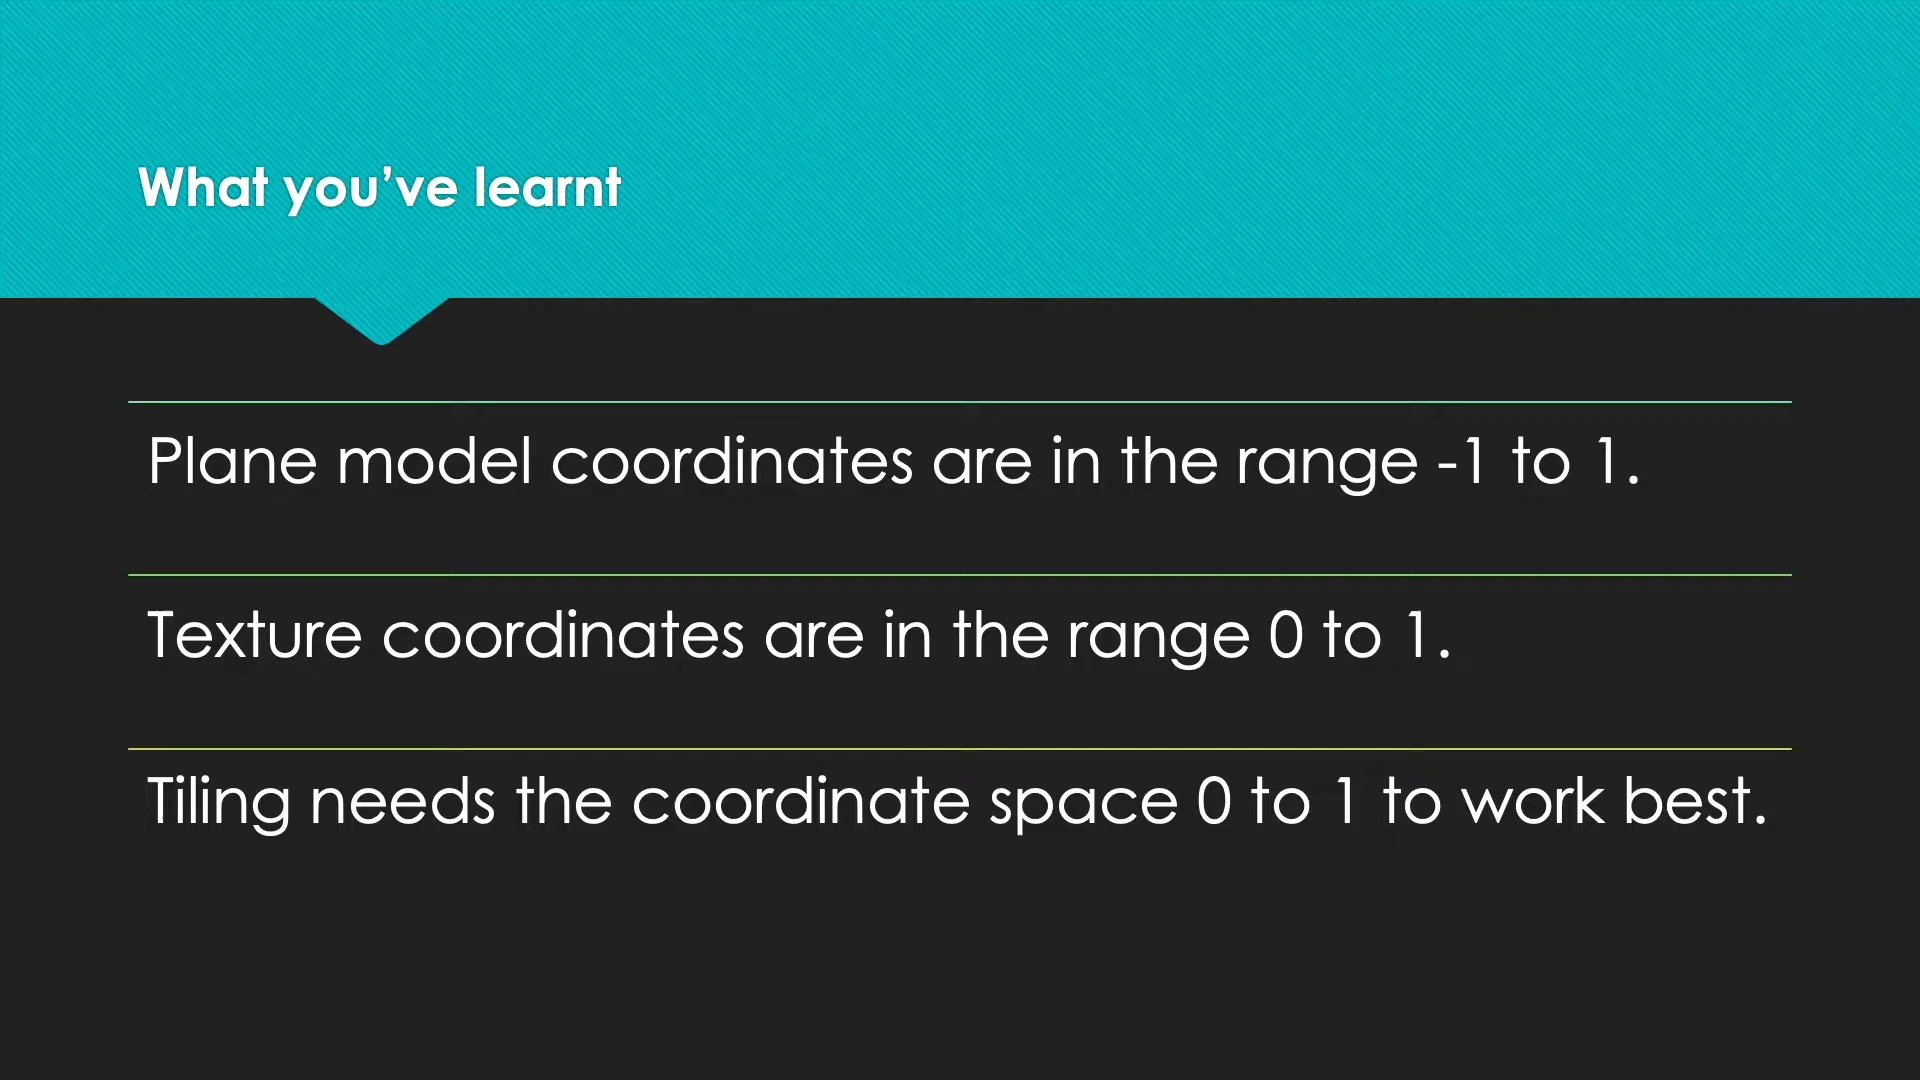 What you’ve learnt
Plane model coordinates are in the range -1 to 1.
Texture coordinates are in the range 0 to 1.
Tiling needs the coordinate space 0 to 1 to work best.